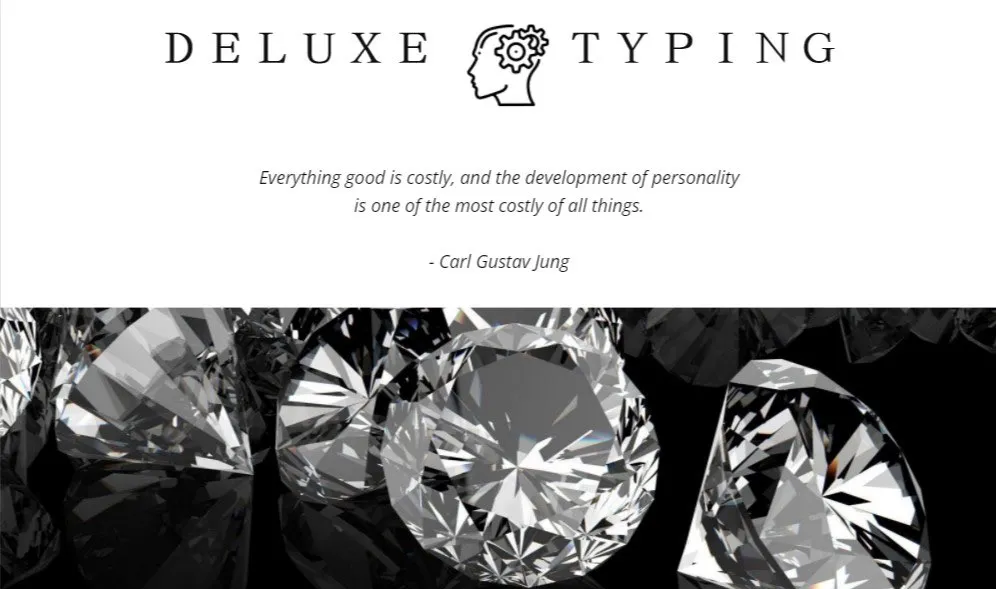 DELUXE TYPING
Everything good is costly, and the development of personality
is one of the most costly of all things.
- Carl Gustav Jung